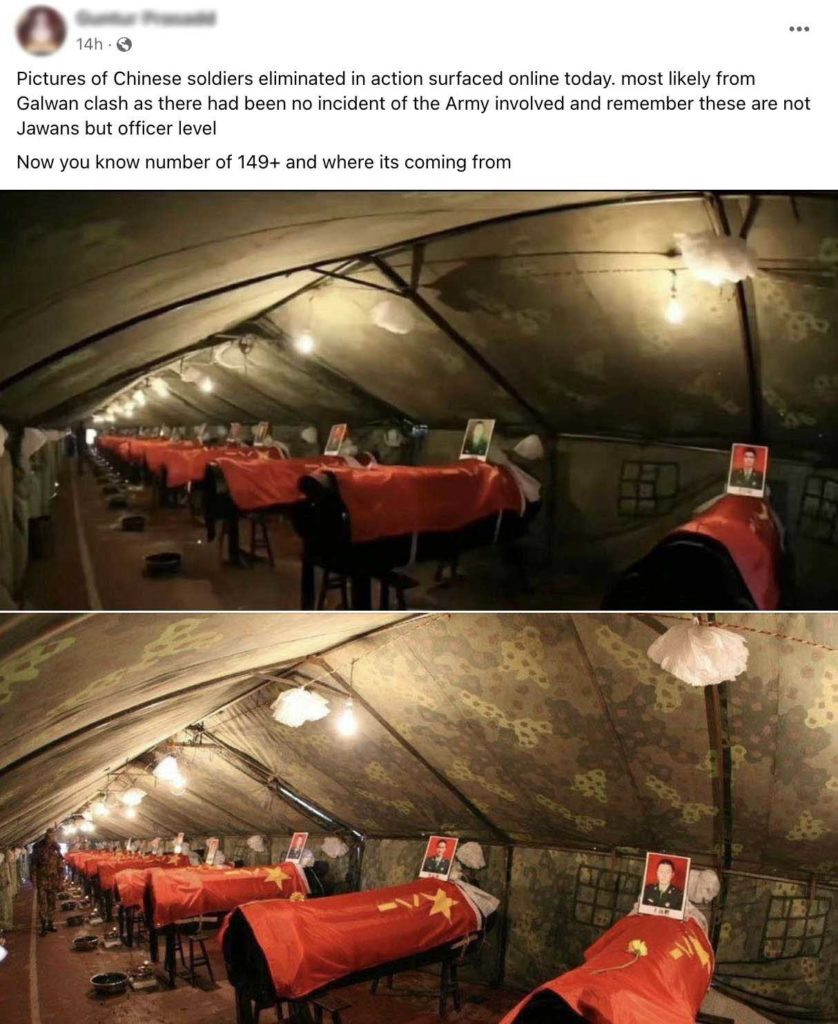 14h ·
Pictures of Chinese soldiers eliminated in action surfaced online today. most likely from
Galwan clash as there had been no incident of the Army involved and remember these are not
Jawans but officer level
Now you know number of 149+ and where its coming from